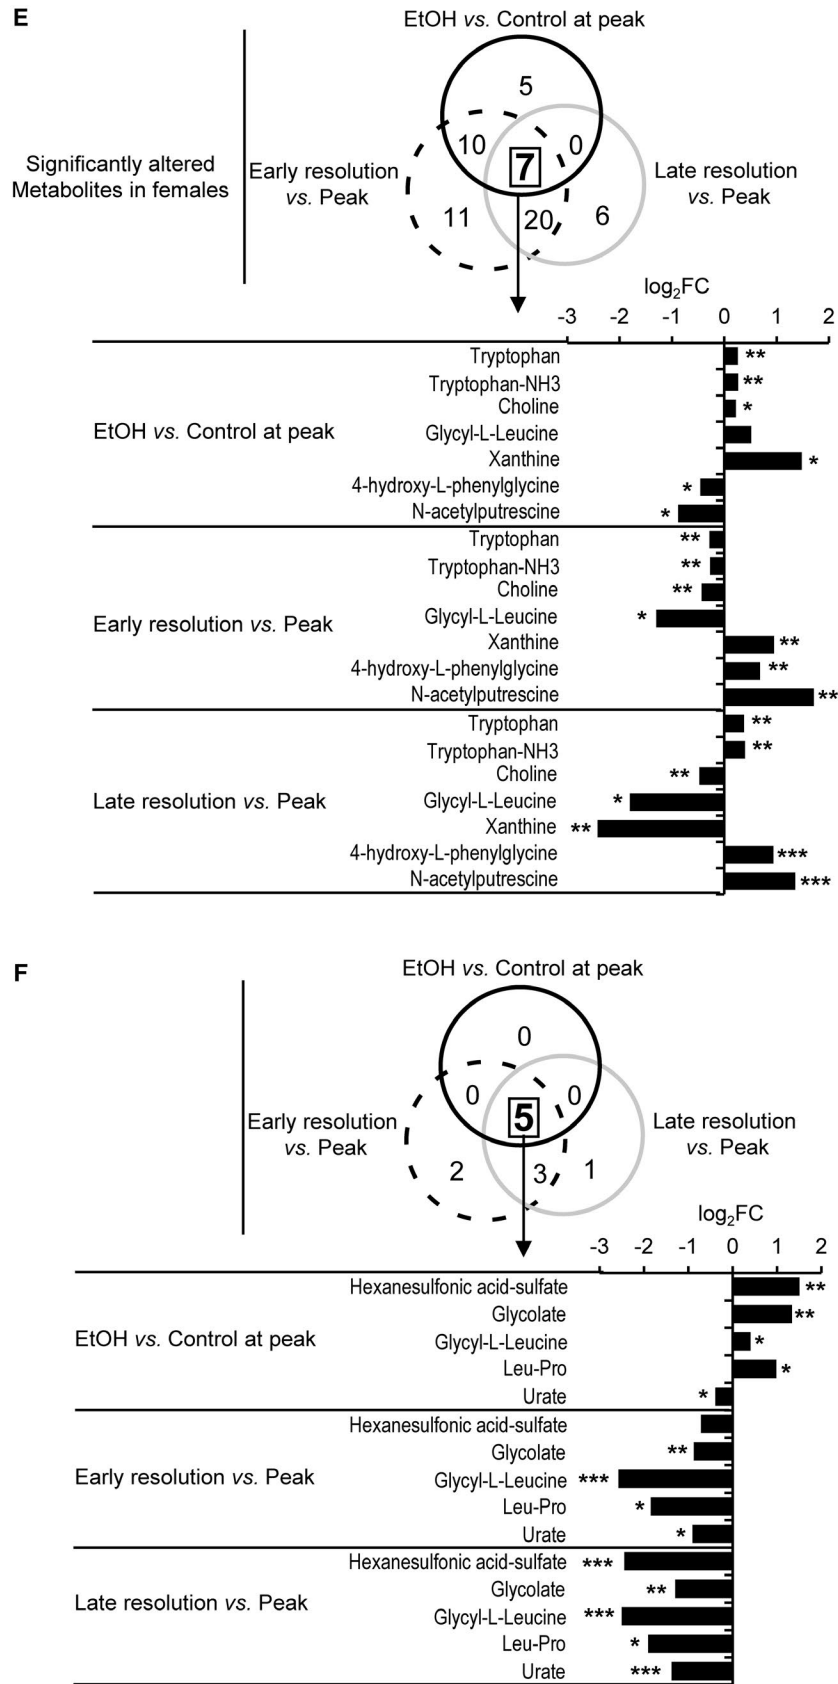 E
EtOH vs. Control at peak
5
10
0
7
Significantly altered
Metabolites in females
Early resolution
vs. Peak
Late resolution
vs. Peak
11
20
6
log2FC
-3 -2 -1 0 1 2
EtOH vs. Control at peak
Tryptophan **
Tryptophan-NH3 **
Choline *
Glycyl-L-Leucine
Xanthine *
4-hydroxy-L-phenylglycine *
N-acetylputrescine *
Early resolution vs. Peak
Tryptophan **
Tryptophan-NH3 **
Choline **
Glycyl-L-Leucine *
Xanthine **
4-hydroxy-L-phenylglycine **
N-acetylputrescine **
Late resolution vs. Peak
Tryptophan **
Tryptophan-NH3 **
Choline **
Glycyl-L-Leucine *
Xanthine **
4-hydroxy-L-phenylglycine ***
N-acetylputrescine ***
F
EtOH vs. Control at peak
0
0
0
5
Early resolution
vs. Peak
Late resolution
vs. Peak
2
3
1
log2FC
-3 -2 -1 0 1 2
EtOH vs. Control at peak
Hexanesulfonic acid-sulfate **
Glycolate **
Glycyl-L-Leucine *
Leu-Pro *
Urate *
Early resolution vs. Peak
Hexanesulfonic acid-sulfate
Glycolate **
Glycyl-L-Leucine ***
Leu-Pro *
Urate *
Late resolution vs. Peak
Hexanesulfonic acid-sulfate ***
Glycolate **
Glycyl-L-Leucine ***
Leu-Pro *
Urate ***